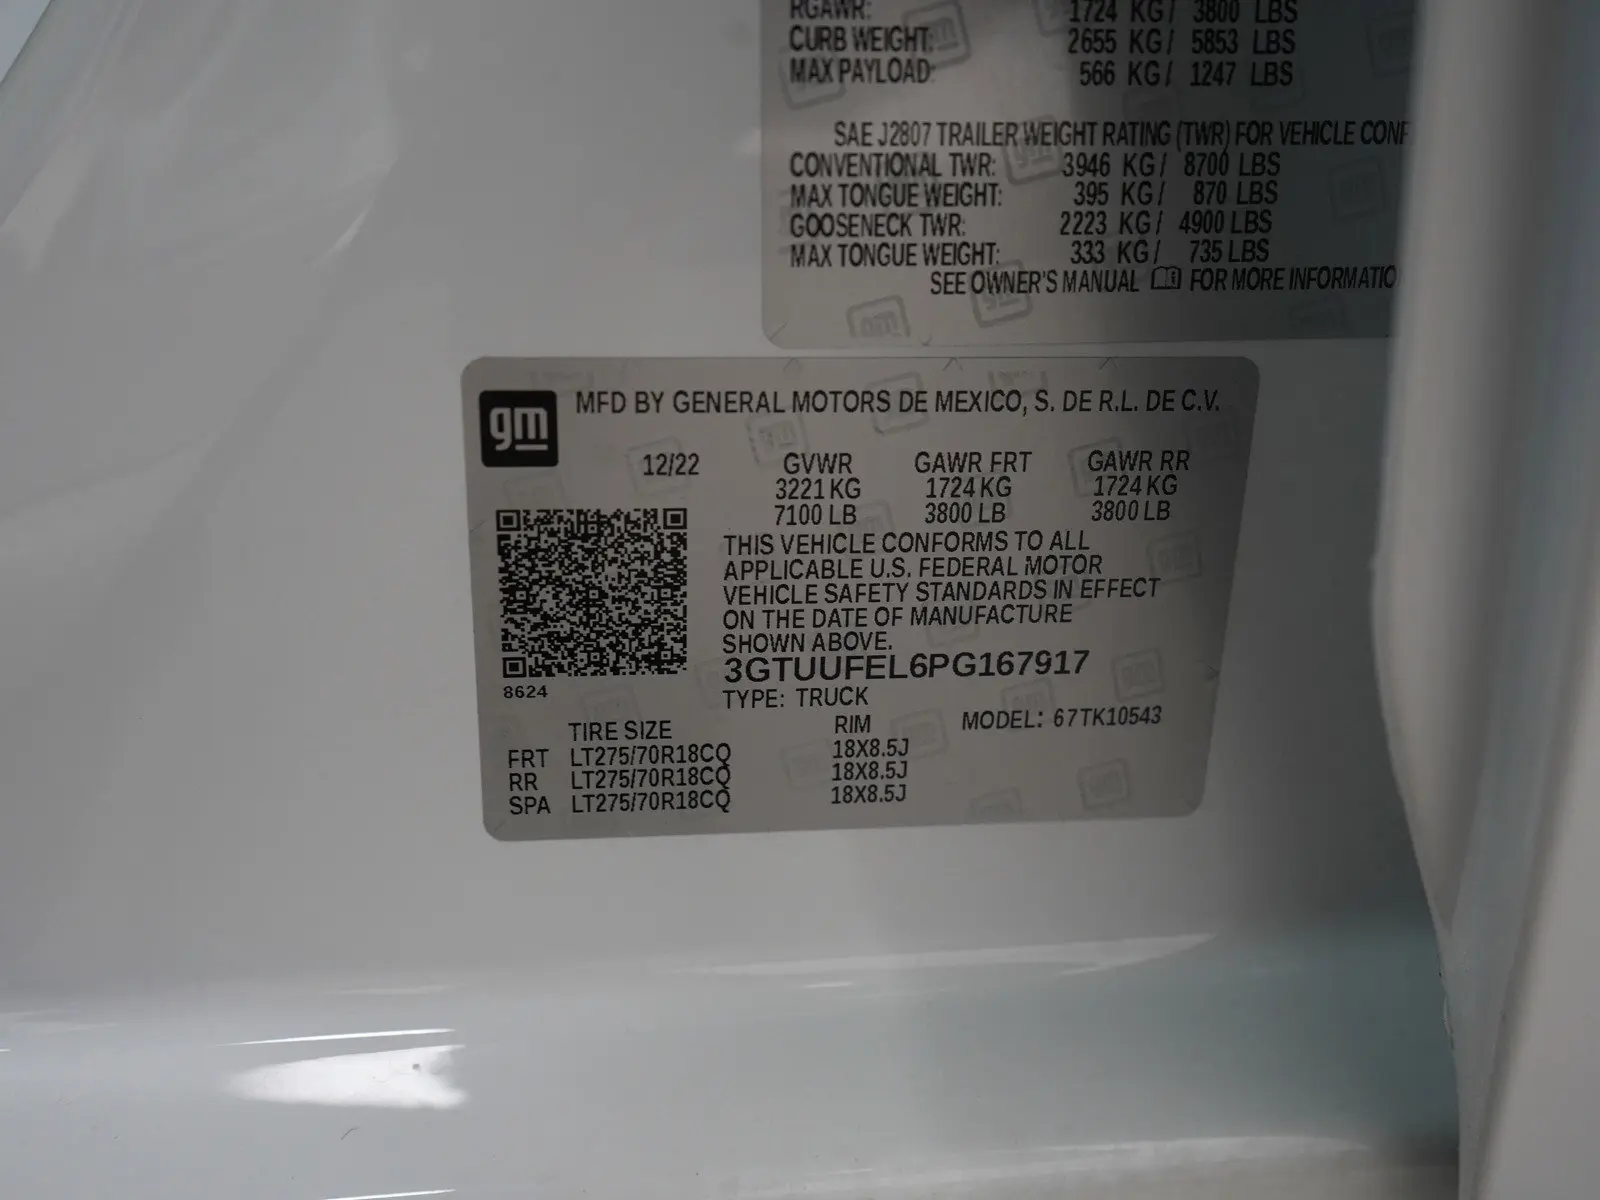 RGAWR: 1724 KG/ 3800 LBS
CURB WEIGHT: 2655 KG/ 5853 LBS
MAX PAYLOAD: 566 KG/ 1247 LBS
SAE J2807 TRAILER WEIGHT RATING (TWR) FOR VEHICLE CONF
CONVENTIONAL TWR: 3946 KG/ 8700 LBS
MAX TONGUE WEIGHT: 395 KG/ 870 LBS
GOOSENECK TWR: 2223 KG/ 4900 LBS
MAX TONGUE WEIGHT: 333 KG/ 735 LBS
SEE OWNER'S MANUAL FOR MORE INFORMATIO
gm
MFD BY GENERAL MOTORS DE MEXICO, S. DE R.L. DE C.V.
12/22 GVWR GAWR FRT GAWR RR
3221 KG 1724 KG 1724 KG
7100 LB 3800 LB 3800 LB
THIS VEHICLE CONFORMS TO ALL
APPLICABLE U.S. FEDERAL MOTOR
VEHICLE SAFETY STANDARDS IN EFFECT
ON THE DATE OF MANUFACTURE
SHOWN ABOVE.
3GTUUFEL6PG167917
8624
TYPE: TRUCK
TIRE SIZE RIM MODEL: 67TK10543
FRT LT275/70R18CQ 18X8.5J
RR LT275/70R18CQ 18X8.5J
SPA LT275/70R18CQ 18X8.5J